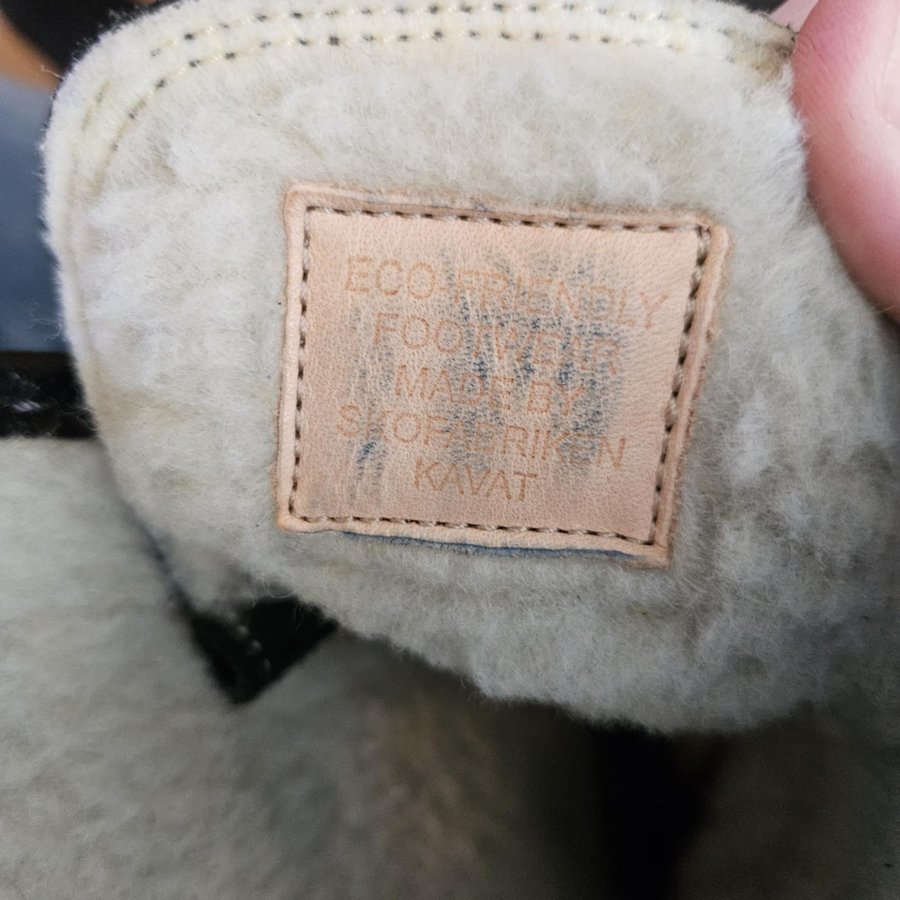 ECO-FRIENDLY
FOOTWEAR
MADE BY
SKOFABRIKEN
KAVAT